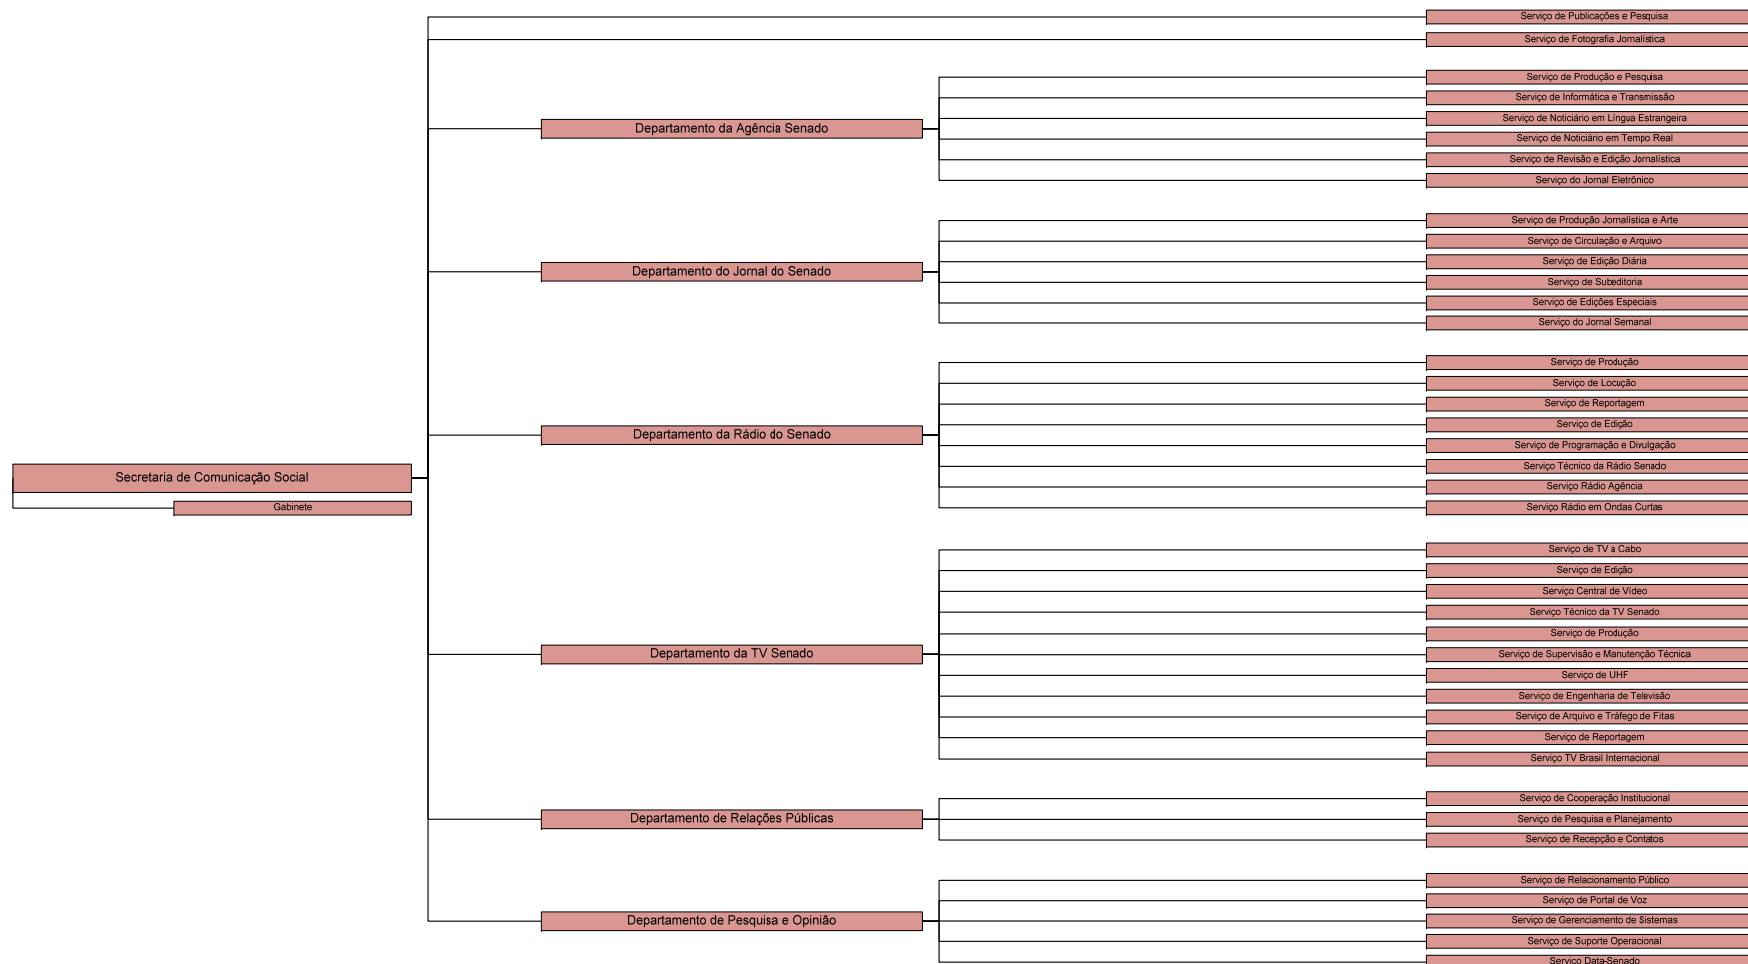 Serviço de Publicações e Pesquisa
Serviço de Fotografia Jornalística
Serviço de Produção e Pesquisa
Serviço de Informática e Transmissão
Serviço de Noticiário em Língua Estrangeira
Departamento da Agência Senado
Serviço de Noticiário em Tempo Real
Serviço de Revisão e Edição Jornalística
Serviço do Jornal Eletrônico
Serviço de Produção Jornalística e Arte
Serviço de Circulação e Arquivo
Serviço de Edição Diária
Departamento do Jornal do Senado
Serviço de Subeditoria
Serviço de Edições Especiais
Serviço do Jornal Semanal
Serviço de Produção
Serviço de Locução
Serviço de Reportagem
Serviço de Edição
Departamento da Rádio do Senado
Serviço de Programação e Divulgação
Serviço Técnico da Rádio Senado
Secretaria de Comunicação Social
Serviço Rádio Agência
Gabinete
Serviço Rádio em Ondas Curtas
Serviço de TV a Cabo
Serviço de Edição
Serviço Central de Vídeo
Serviço Técnico da TV Senado
Serviço de Produção
Departamento da TV Senado
Serviço de Supervisão e Manutenção Técnica
Serviço de UHF
Serviço de Engenharia de Televisão
Serviço de Arquivo e Tráfego de Fitas
Serviço de Reportagem
Serviço TV Brasil Internacional
Serviço de Cooperação Institucional
Departamento de Relações Públicas
Serviço de Pesquisa e Planejamento
Serviço de Recepção e Contatos
Serviço de Relacionamento Público
Serviço de Portal de Voz
Departamento de Pesquisa e Opinião
Serviço de Gerenciamento de Sistemas
Serviço de Suporte Operacional
Serviço Data-Senado